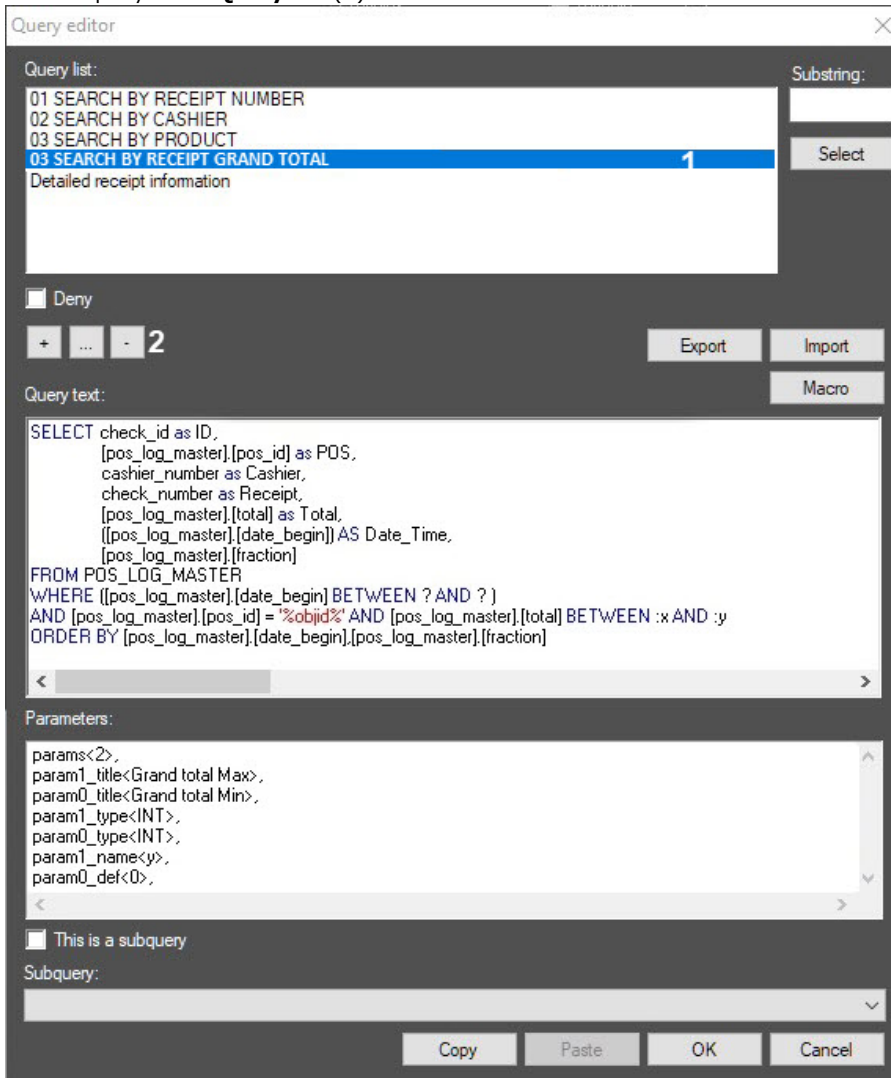 Query editor
Query list:
Substring:
01 SEARCH BY RECEIPT NUMBER
02 SEARCH BY CASHIER
03 SEARCH BY PRODUCT
03 SEARCH BY RECEIPT GRAND TOTAL 1
Select
Detailed receipt information
Deny
+ ... - 2
Export Import
Macro
Query text:
SELECT check_id as ID,
[pos_log_master].[pos_id] as POS,
cashier_number as Cashier,
check_number as Receipt,
[pos_log_master].[total] as Total,
([pos_log_master].[date_begin]) AS Date_Time,
[pos_log_master].[fraction]
FROM POS_LOG_MASTER
WHERE ([pos_log_master].[date_begin] BETWEEN ? AND ? )
AND [pos_log_master].[pos_id] = '%objid%' AND [pos_log_master].[total] BETWEEN :x AND :y
ORDER BY [pos_log_master].[date_begin],[pos_log_master].[fraction]
Parameters:
params<2>,
param1_title<Grand total Max>,
param0_title<Grand total Min>,
param1_type<INT>,
param0_type<INT>,
param1_name<y>,
param0_def<0>,
This is a subquery
Subquery:
Copy Paste OK Cancel